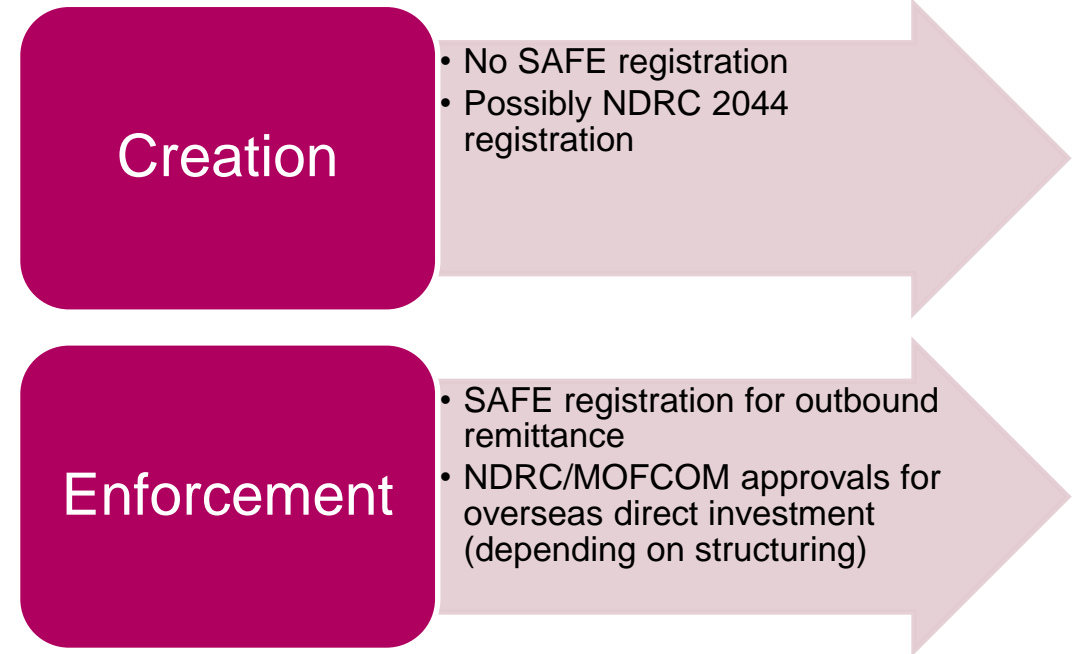 Creation
• No SAFE registration
• Possibly NDRC 2044
registration
Enforcement
• SAFE registration for outbound
remittance
• NDRC/MOFCOM approvals for
overseas direct investment
(depending on structuring)